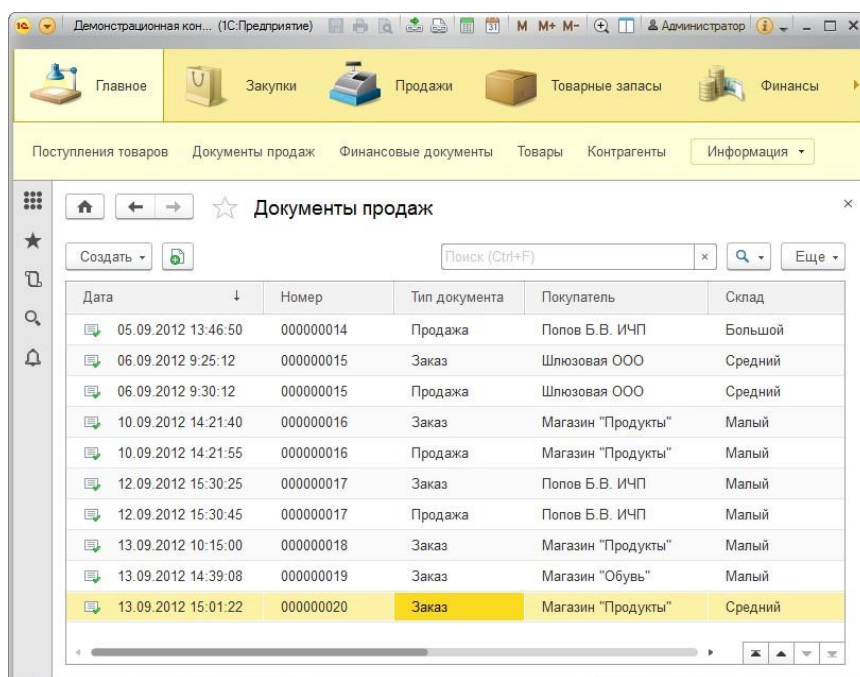 1С Демонстрационная кон... (1С:Предприятие) 31 M M+ M- Администратор i
Главное Закупки Продажи Товарные запасы Финансы
Поступления товаров Документы продаж Финансовые документы Товары Контрагенты Информация
Документы продаж
Создать Поиск (Ctrl+F) Еще
Дата Номер Тип документа Покупатель Склад
05.09.2012 13:46:50 000000014 Продажа Попов Б.В. ИЧП Большой
06.09.2012 9:25:12 000000015 Заказ Шлюзовая ООО Средний
06.09.2012 9:30:12 000000015 Продажа Шлюзовая ООО Средний
10.09.2012 14:21:40 000000016 Заказ Магазин "Продукты" Малый
10.09.2012 14:21:55 000000016 Продажа Магазин "Продукты" Малый
12.09.2012 15:30:25 000000017 Заказ Попов Б.В. ИЧП Малый
12.09.2012 15:30:45 000000017 Продажа Попов Б.В. ИЧП Малый
13.09.2012 10:15:00 000000018 Заказ Магазин "Продукты" Малый
13.09.2012 14:39:08 000000019 Заказ Магазин "Обувь" Малый
13.09.2012 15:01:22 000000020 Заказ Магазин "Продукты" Средний